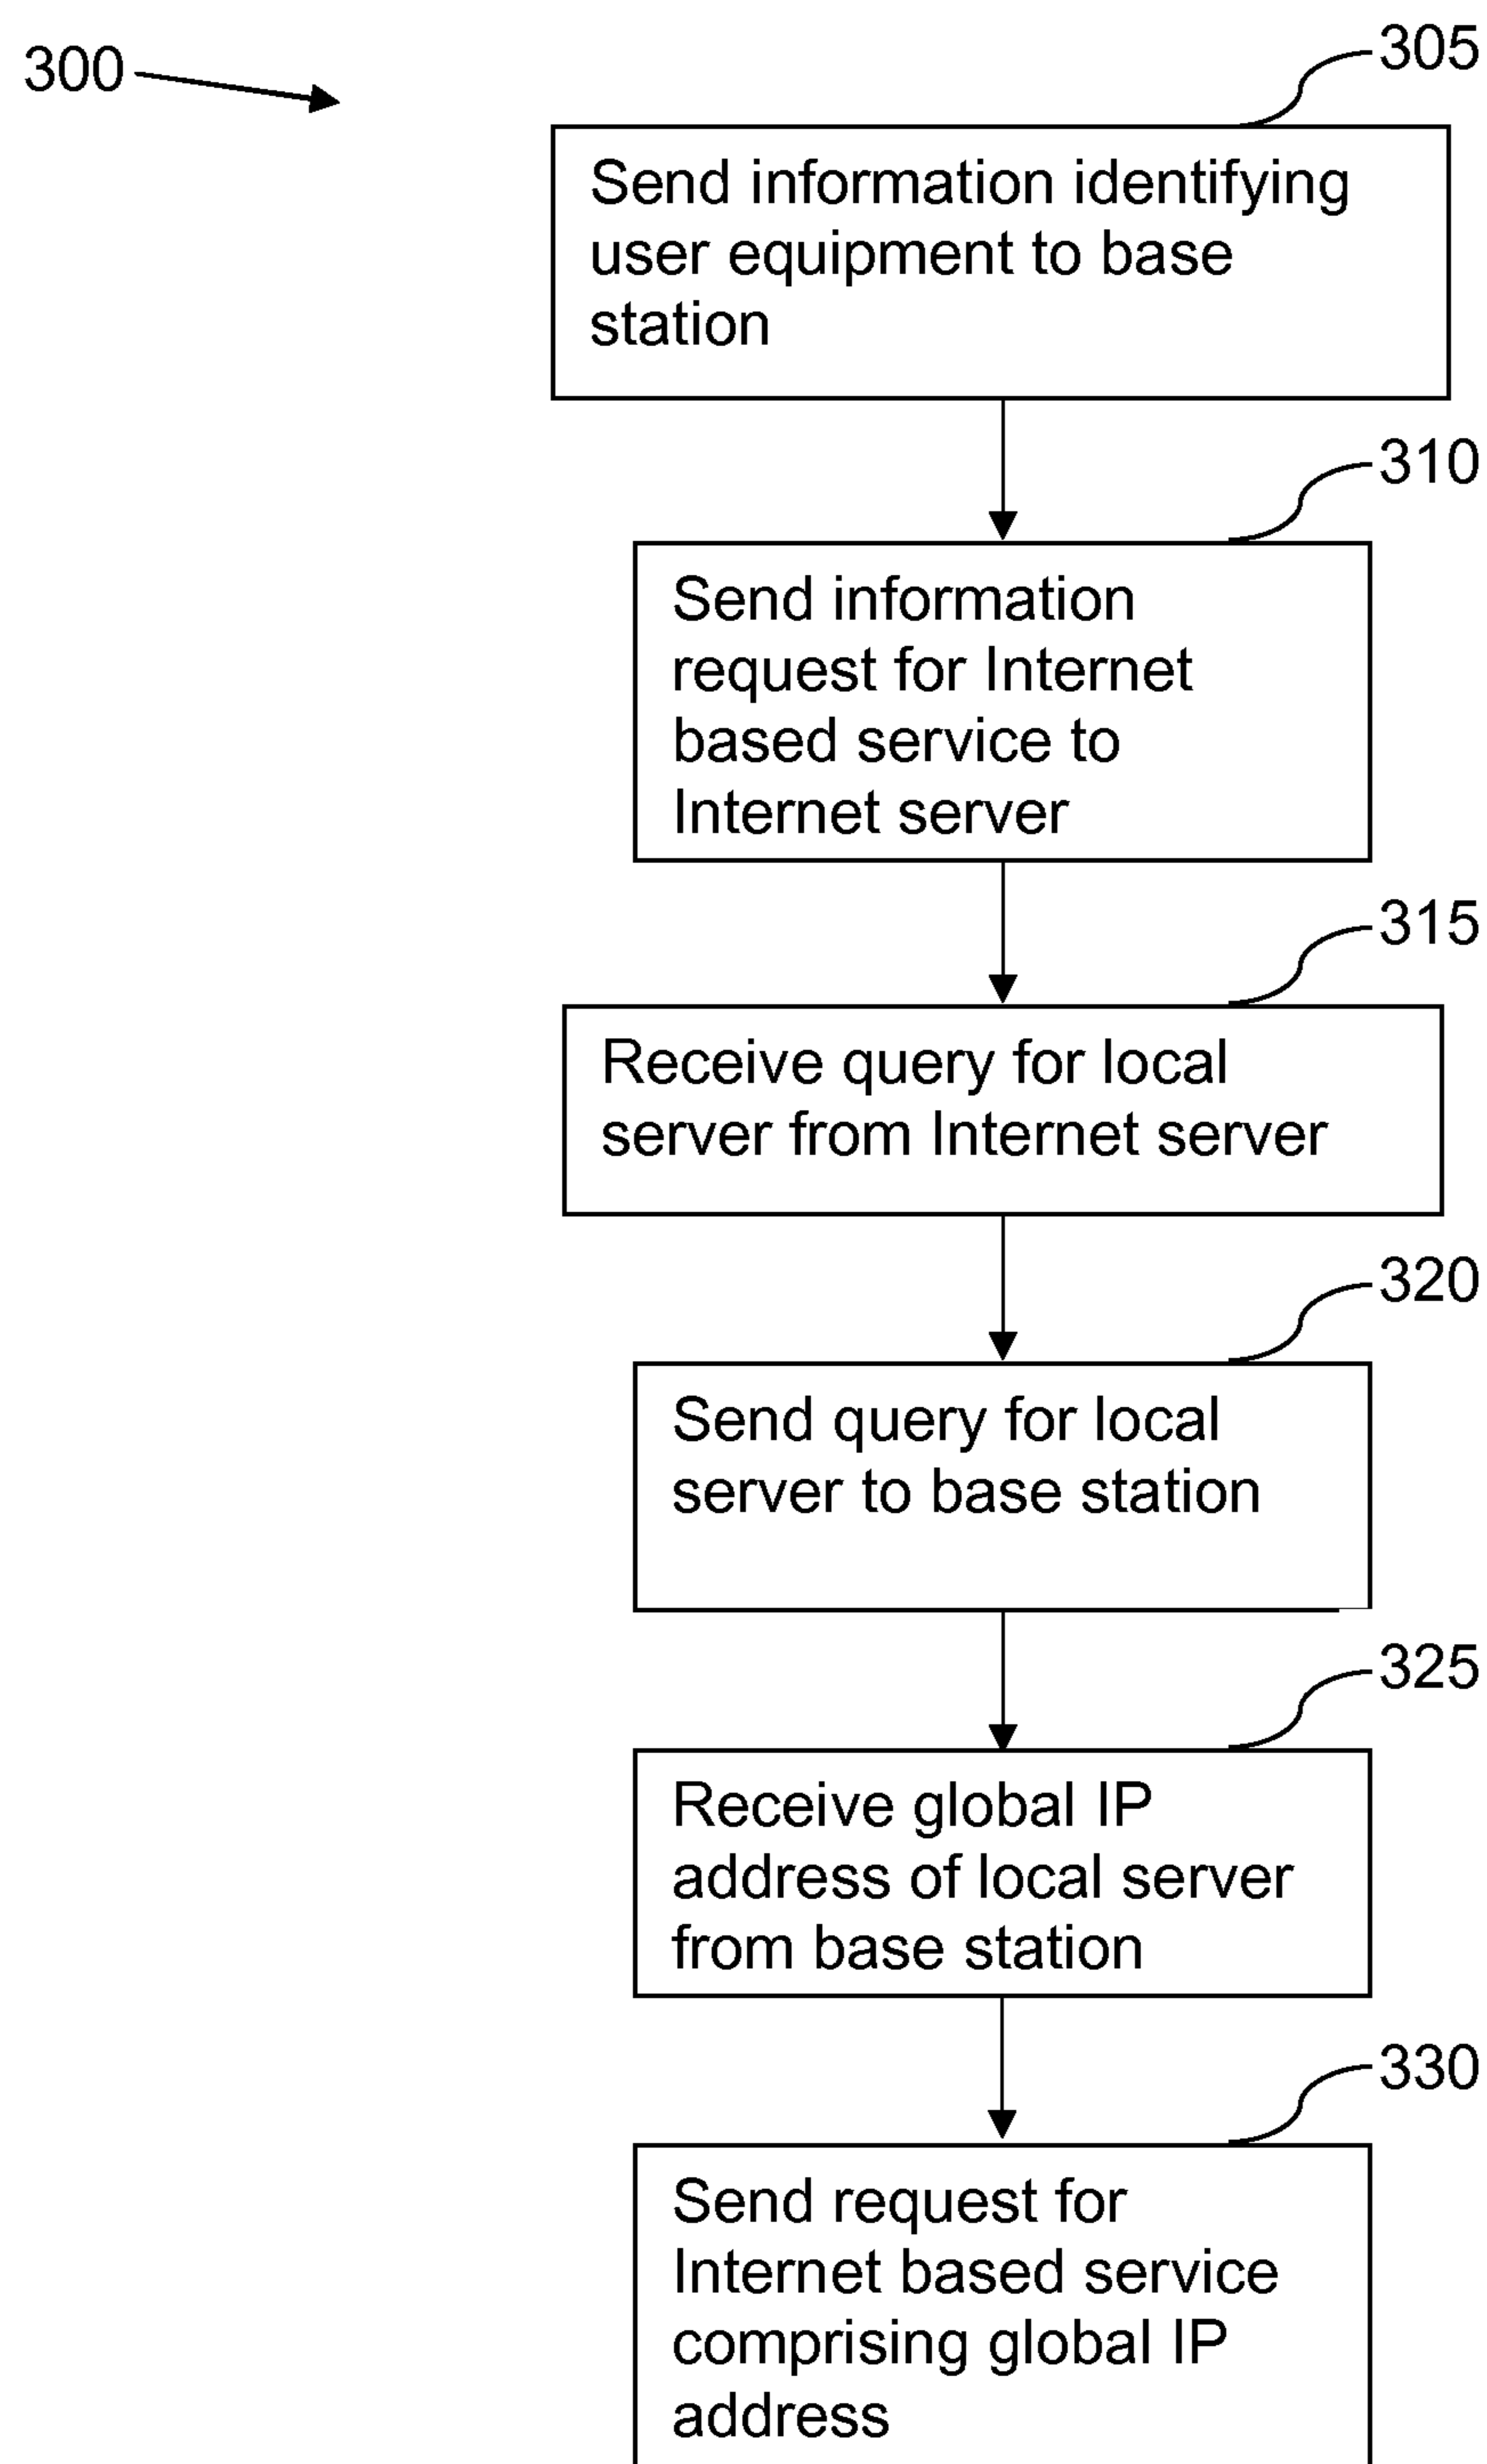 300
305
Send information identifying
user equipment to base
station
310
Send information
request for Internet
based service to
Internet server
315
Receive query for local
server from Internet server
320
Send query for local
server to base station
325
Receive global IP
address of local server
from base station
330
Send request for
Internet based service
comprising global IP
address